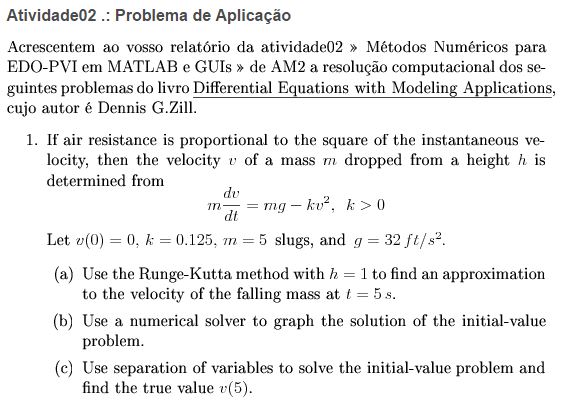 Atividade02 .: Problema de Aplicação
Acrescentem ao vosso relatório da atividade02 » Métodos Numéricos para
EDO-PVI em MATLAB e GUIs » de AM2 a resolução computacional dos se-
guintes problemas do livro Differential Equations with Modeling Applications,
cujo autor é Dennis G.Zill.
1. If air resistance is proportional to the square of the instantaneous ve-
locity, then the velocity v of a mass m dropped from a height h is
determined from
m dv/dt = mg − kv², k > 0
Let v(0) = 0, k = 0.125, m = 5 slugs, and g = 32 ft/s².
(a) Use the Runge-Kutta method with h = 1 to find an approximation
to the velocity of the falling mass at t = 5 s.
(b) Use a numerical solver to graph the solution of the initial-value
problem.
(c) Use separation of variables to solve the initial-value problem and
find the true value v(5).